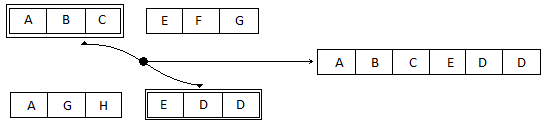 A B C
E F G
A B C E D D
A G H
E D D